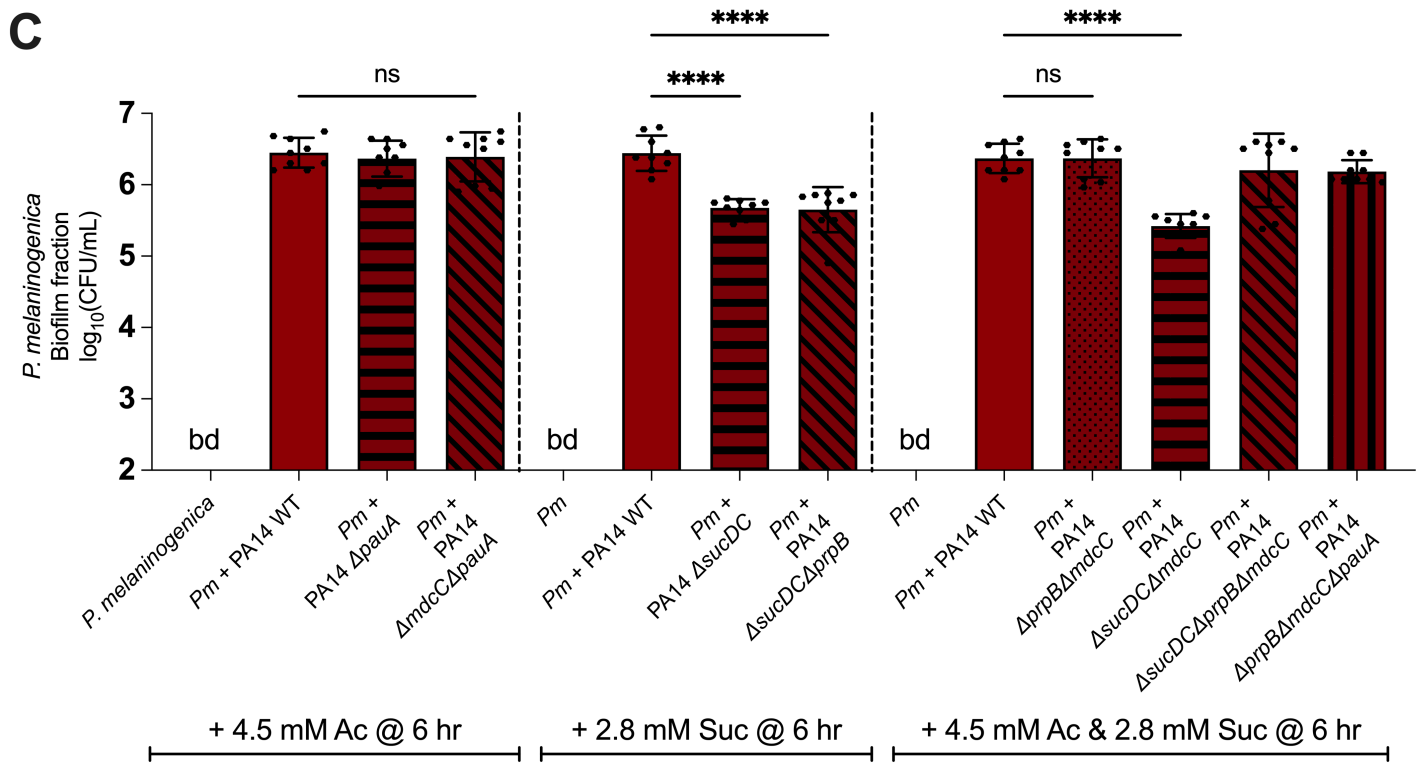 C
****
****
ns
****
ns
****
P. melaninogenica
Biofilm fraction
log10(CFU/mL)
7
6
5
4
3
2
bd
bd
bd
P. melaninogenica
Pm + PA14 WT
Pm +
PA14 ΔpauA
Pm +
PA14
ΔmdcCΔpauA
Pm
Pm + PA14 WT
Pm +
PA14 ΔsucDC
Pm +
PA14
ΔsucDCΔprpB
Pm
Pm + PA14 WT
Pm +
PA14
ΔprpBΔmdcC
Pm +
PA14
ΔsucDCΔmdcC
Pm +
PA14
ΔsucDCΔprpBΔmdcC
Pm +
PA14
ΔprpBΔmdcCΔpauA
+ 4.5 mM Ac @ 6 hr
+ 2.8 mM Suc @ 6 hr
+ 4.5 mM Ac & 2.8 mM Suc @ 6 hr